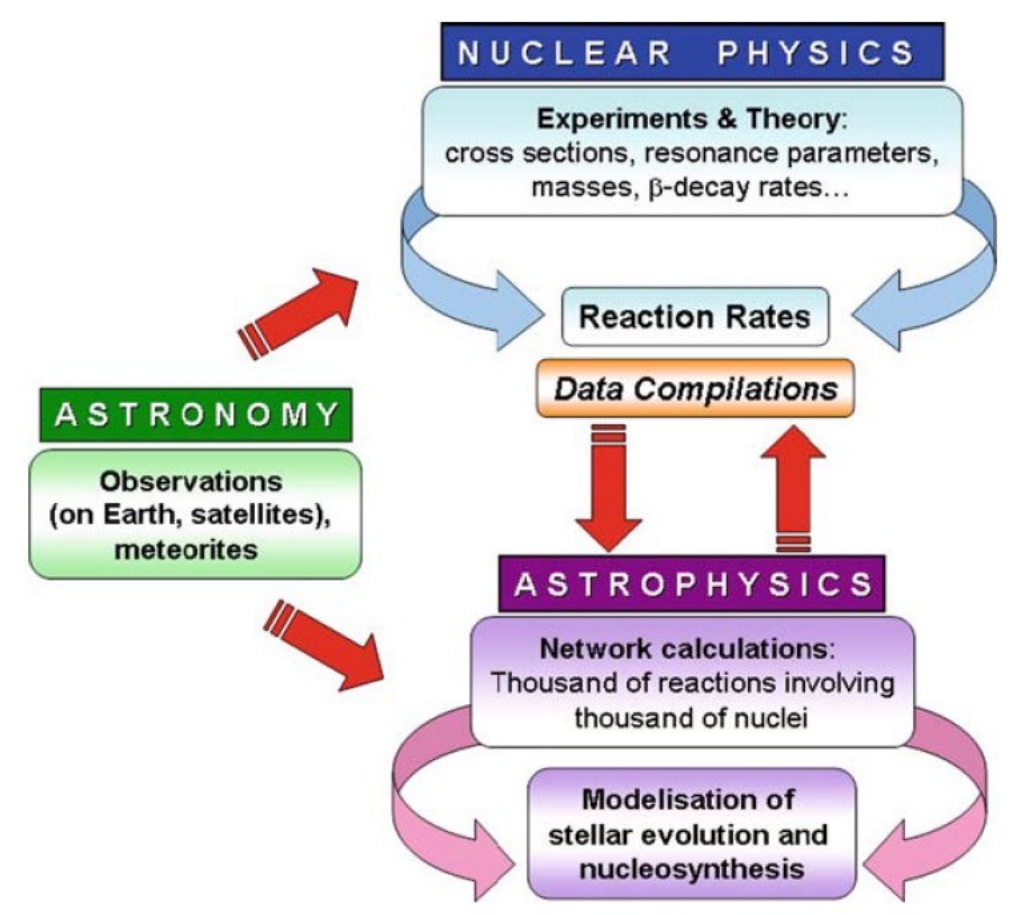 NUCLEAR PHYSICS
Experiments & Theory:
cross sections, resonance parameters,
masses, β-decay rates...
Reaction Rates
Data Compilations
ASTRONOMY
Observations
(on Earth, satellites),
meteorites
ASTROPHYSICS
Network calculations:
Thousand of reactions involving
thousand of nuclei
Modelisation of
stellar evolution and
nucleosynthesis